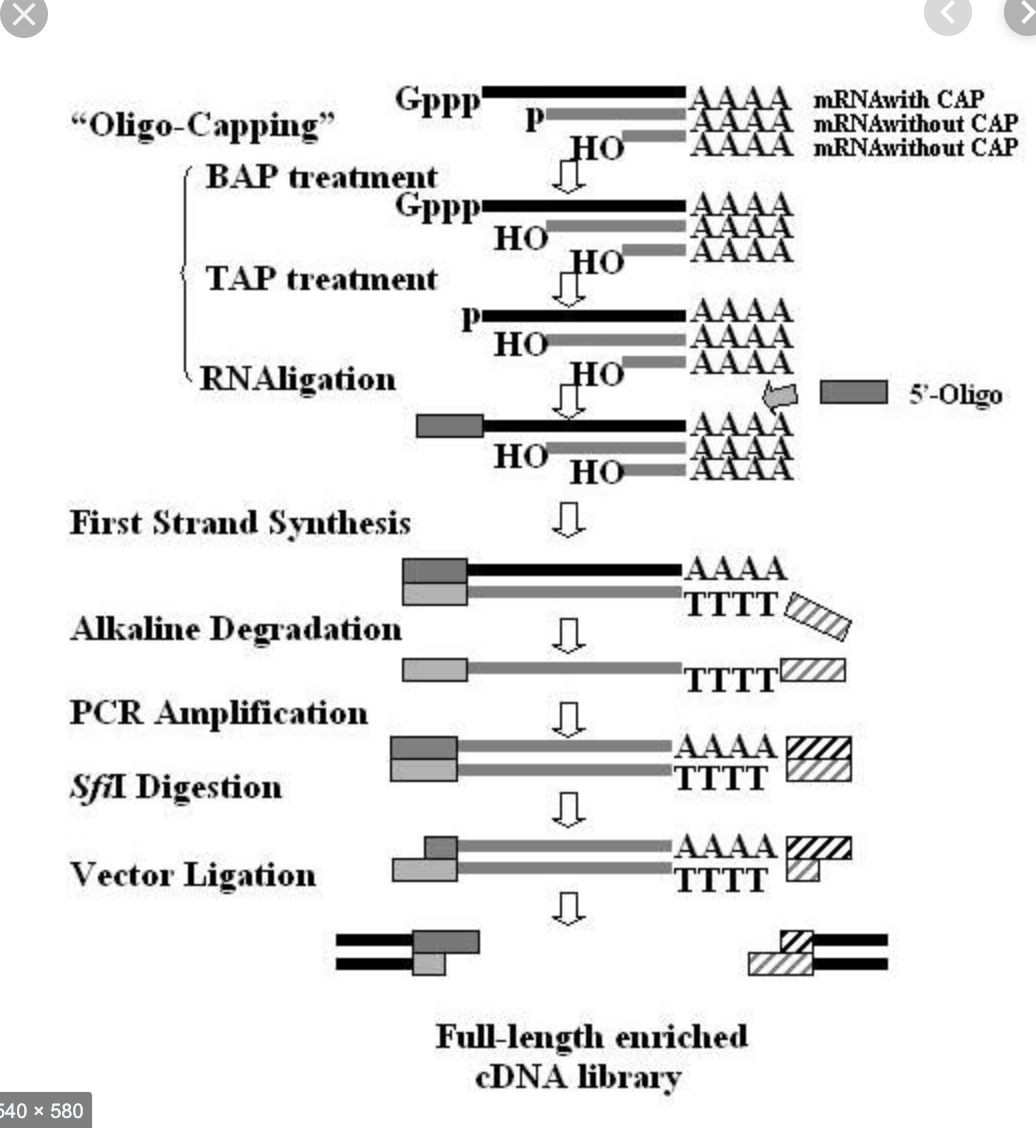 Gppp AAAA mRNAwith CAP
"Oligo-Capping" p AAAA mRNAwithout CAP
HO AAAA mRNAwithout CAP
BAP treatment
Gppp AAAA
HO AAAA
HO AAAA
TAP treatment
p AAAA
HO AAAA
HO AAAA
RNAligation
5'-Oligo
AAAA
HO AAAA
HO AAAA
First Strand Synthesis
AAAA
TTTT
Alkaline Degradation
TTTT
PCR Amplification
AAAA
TTTT
SfiI Digestion
AAAA
TTTT
Vector Ligation
Full-length enriched
cDNA library
540 × 580